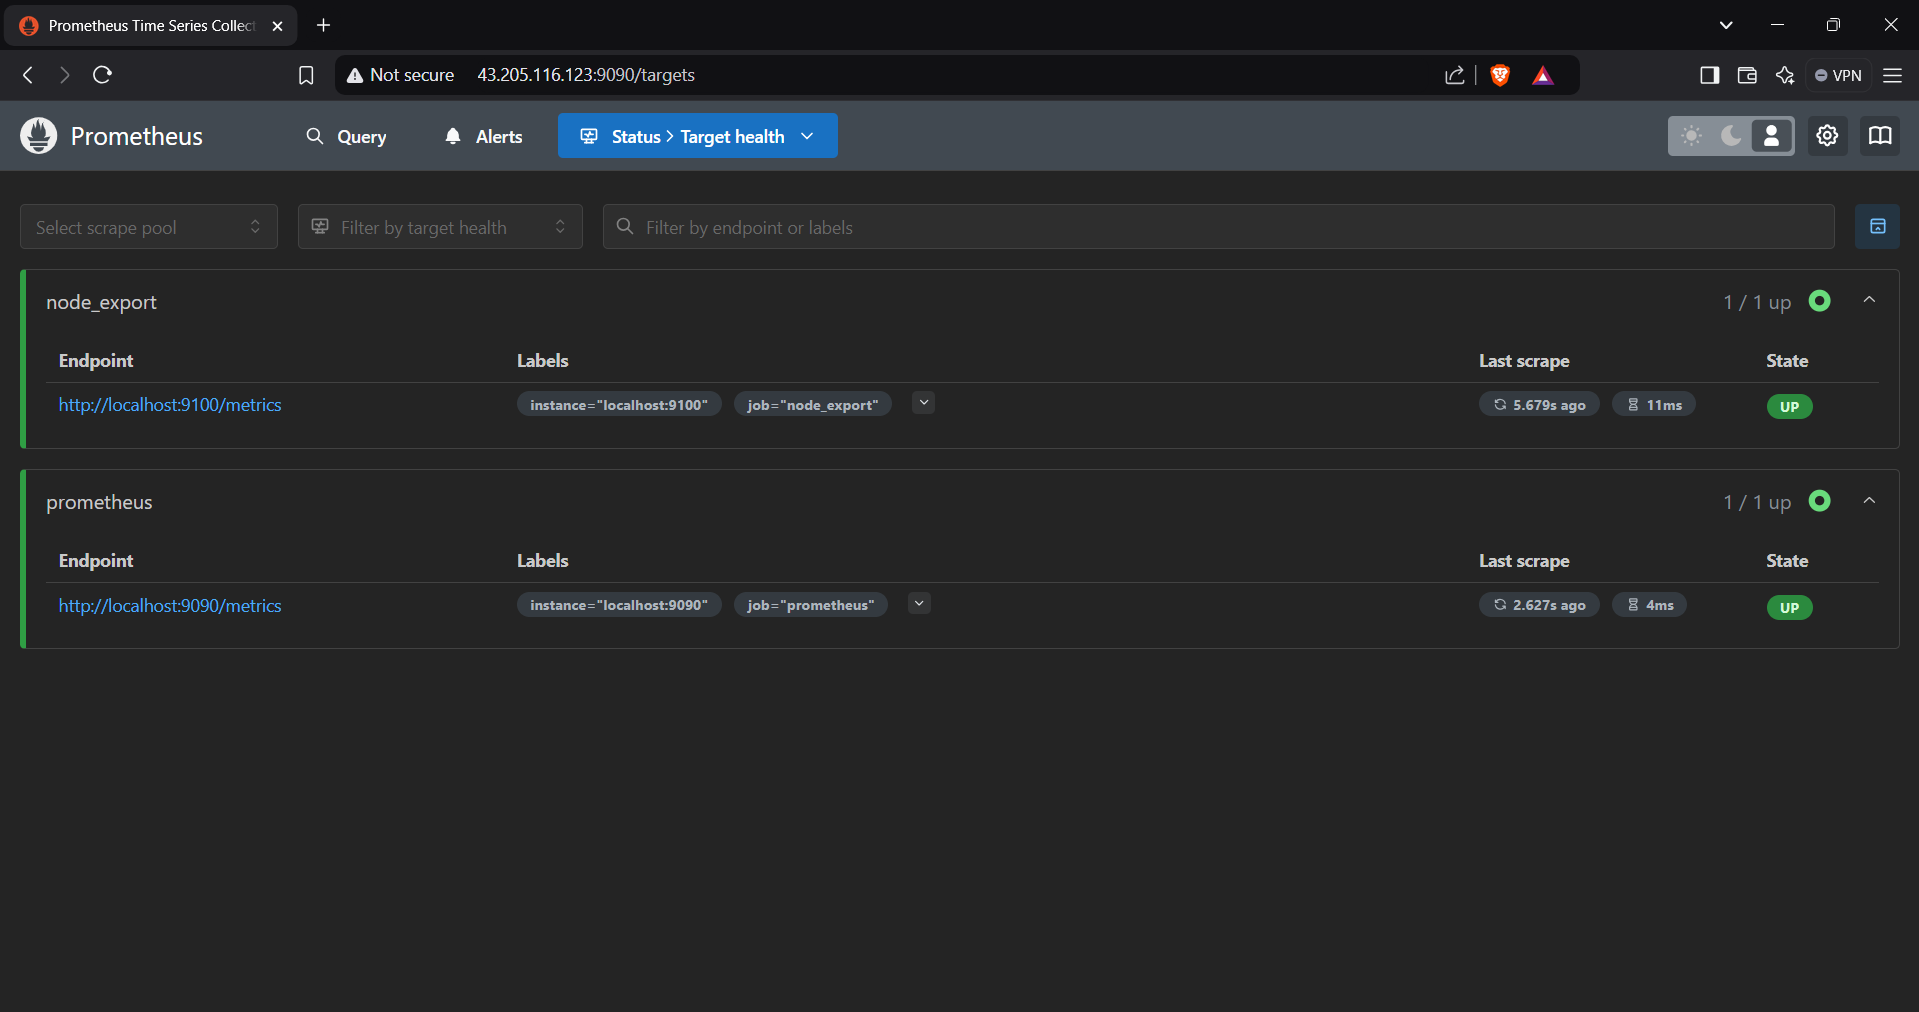 Prometheus Time Series Collec
Not secure 43.205.116.123:9090/targets
VPN
Prometheus
Query
Alerts
Status > Target health
Select scrape pool
Filter by target health
Filter by endpoint or labels
node_export
1 / 1 up
Endpoint Labels Last scrape State
http://localhost:9100/metrics instance="localhost:9100" job="node_export" 5.679s ago 11ms UP
prometheus
1 / 1 up
Endpoint Labels Last scrape State
http://localhost:9090/metrics instance="localhost:9090" job="prometheus" 2.627s ago 4ms UP